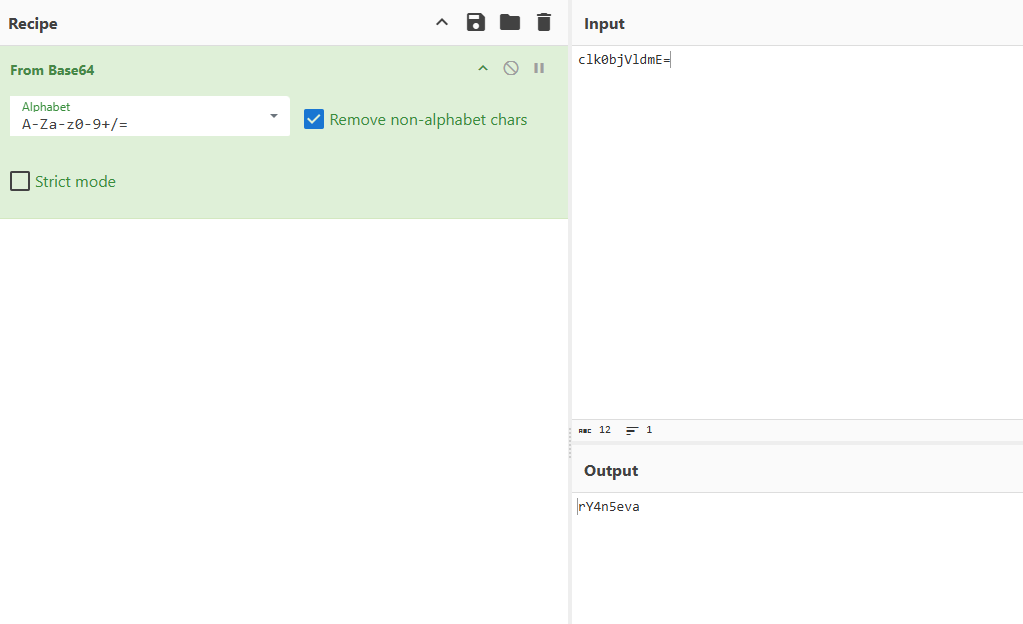 Recipe
From Base64
Alphabet
A-Za-z0-9+/=
Remove non-alphabet chars
Strict mode
Input
clk0bjVldmE=
ABC 12 1
Output
rY4n5eva